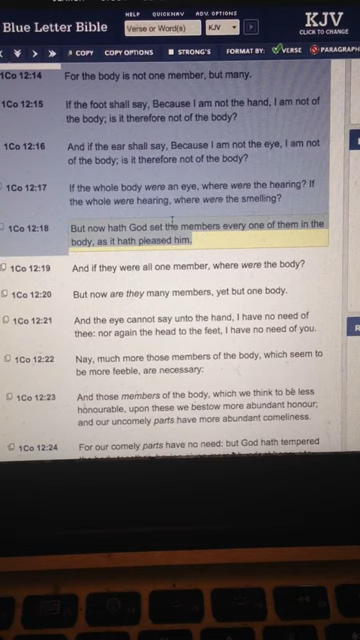 HELP QUICKNAV ADV. OPTIONS
Blue Letter Bible Verse or Word(s) KJV KJV
CLICK TO CHANGE
COPY COPY OPTIONS STRONG'S FORMAT BY: VERSE PARAGRAPH
1Co 12:14 For the body is not one member, but many.
1Co 12:15 If the foot shall say, Because I am not the hand, I am not of
the body; is it therefore not of the body?
1Co 12:16 And if the ear shall say, Because I am not the eye, I am not
of the body; is it therefore not of the body?
1Co 12:17 If the whole body were an eye, where were the hearing? If
the whole were hearing, where were the smelling?
1Co 12:18 But now hath God set the members every one of them in the
body, as it hath pleased him.
1Co 12:19 And if they were all one member, where were the body?
1Co 12:20 But now are they many members, yet but one body.
1Co 12:21 And the eye cannot say unto the hand, I have no need of
thee: nor again the head to the feet, I have no need of you.
1Co 12:22 Nay, much more those members of the body, which seem to
be more feeble, are necessary:
1Co 12:23 And those members of the body, which we think to be less
honourable, upon these we bestow more abundant honour;
and our uncomely parts have more abundant comeliness.
1Co 12:24 For our comely parts have no need: but God hath tempered